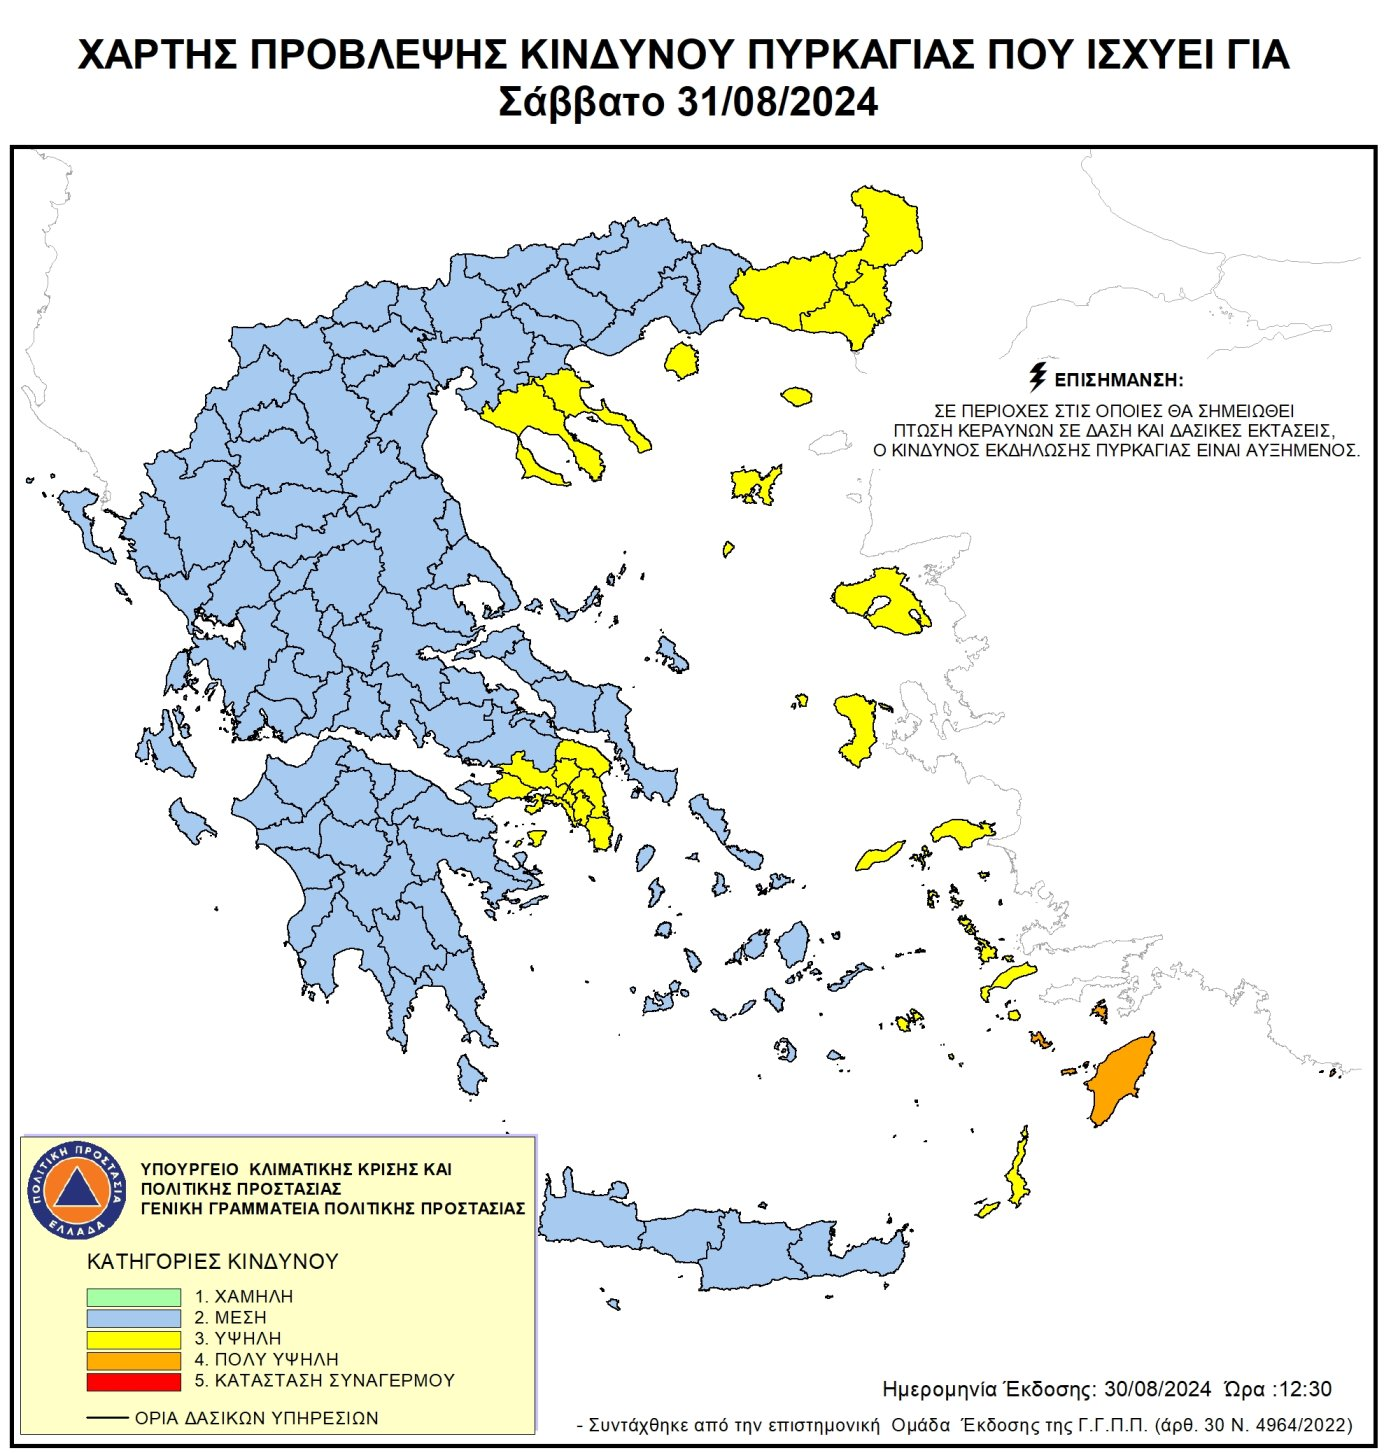 ΧΑΡΤΗΣ ΠΡΟΒΛΕΨΗΣ ΚΙΝΔΥΝΟΥ ΠΥΡΚΑΓΙΑΣ ΠΟΥ ΙΣΧΥΕΙ ΓΙΑ
Σάββατο 31/08/2024
ΕΠΙΣΗΜΑΝΣΗ:
ΣΕ ΠΕΡΙΟΧΕΣ ΣΤΙΣ ΟΠΟΙΕΣ ΘΑ ΣΗΜΕΙΩΘΕΙ
ΠΤΩΣΗ ΚΕΡΑΥΝΩΝ ΣΕ ΔΑΣΗ ΚΑΙ ΔΑΣΙΚΕΣ ΕΚΤΑΣΕΙΣ,
Ο ΚΙΝΔΥΝΟΣ ΕΚΔΗΛΩΣΗΣ ΠΥΡΚΑΓΙΑΣ ΕΙΝΑΙ ΑΥΞΗΜΕΝΟΣ.
ΠΟΛΙΤΙΚΗ ΠΡΟΣΤΑΣΙΑ
ΕΛΛΑΔΑ
ΥΠΟΥΡΓΕΙΟ ΚΛΙΜΑΤΙΚΗΣ ΚΡΙΣΗΣ ΚΑΙ
ΠΟΛΙΤΙΚΗΣ ΠΡΟΣΤΑΣΙΑΣ
ΓΕΝΙΚΗ ΓΡΑΜΜΑΤΕΙΑ ΠΟΛΙΤΙΚΗΣ ΠΡΟΣΤΑΣΙΑΣ
ΚΑΤΗΓΟΡΙΕΣ ΚΙΝΔΥΝΟΥ
1. ΧΑΜΗΛΗ
2. ΜΕΣΗ
3. ΥΨΗΛΗ
4. ΠΟΛΥ ΥΨΗΛΗ
5. ΚΑΤΑΣΤΑΣΗ ΣΥΝΑΓΕΡΜΟΥ
ΟΡΙΑ ΔΑΣΙΚΩΝ ΥΠΗΡΕΣΙΩΝ
Ημερομηνία Έκδοσης: 30/08/2024 Ώρα :12:30
- Συντάχθηκε από την επιστημονική Ομάδα Έκδοσης της Γ.Γ.Π.Π. (άρθ. 30 Ν. 4964/2022)